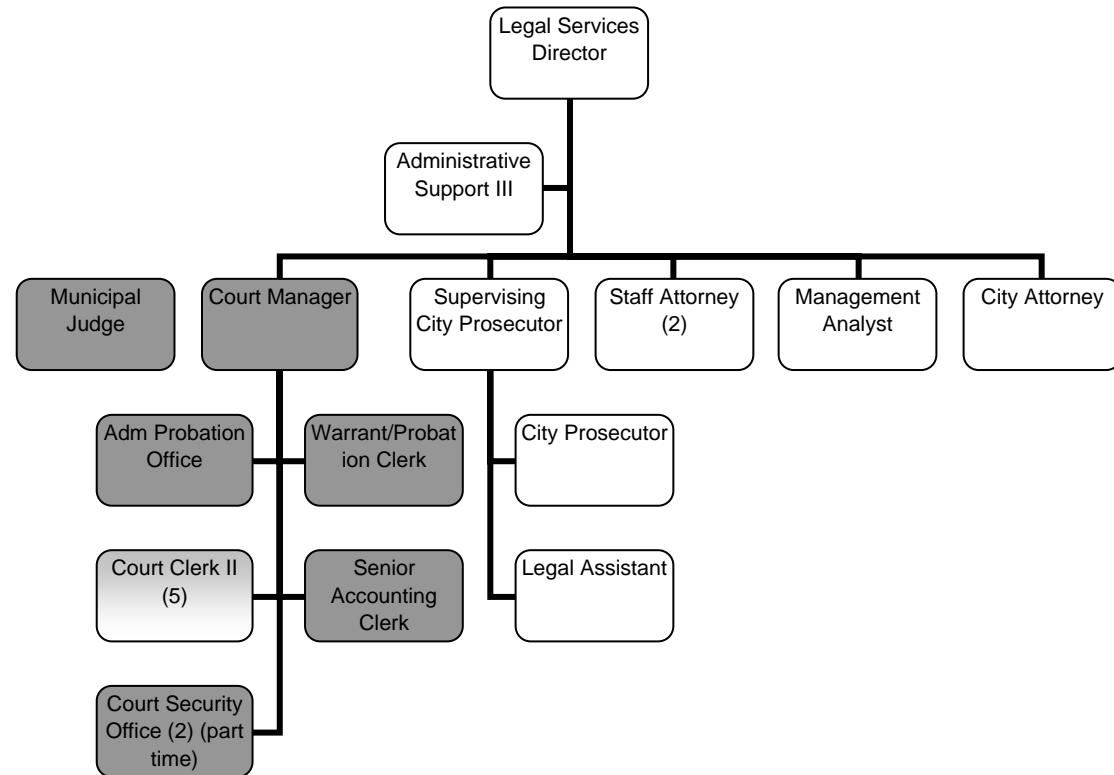 Legal Services
Director
Administrative
Support III
Municipal
Judge
Court Manager
Supervising
City Prosecutor
Staff Attorney
(2)
Management
Analyst
City Attorney
Adm Probation
Office
Warrant/Probat
ion Clerk
City Prosecutor
Court Clerk II
(5)
Senior
Accounting
Clerk
Legal Assistant
Court Security
Office (2) (part
time)